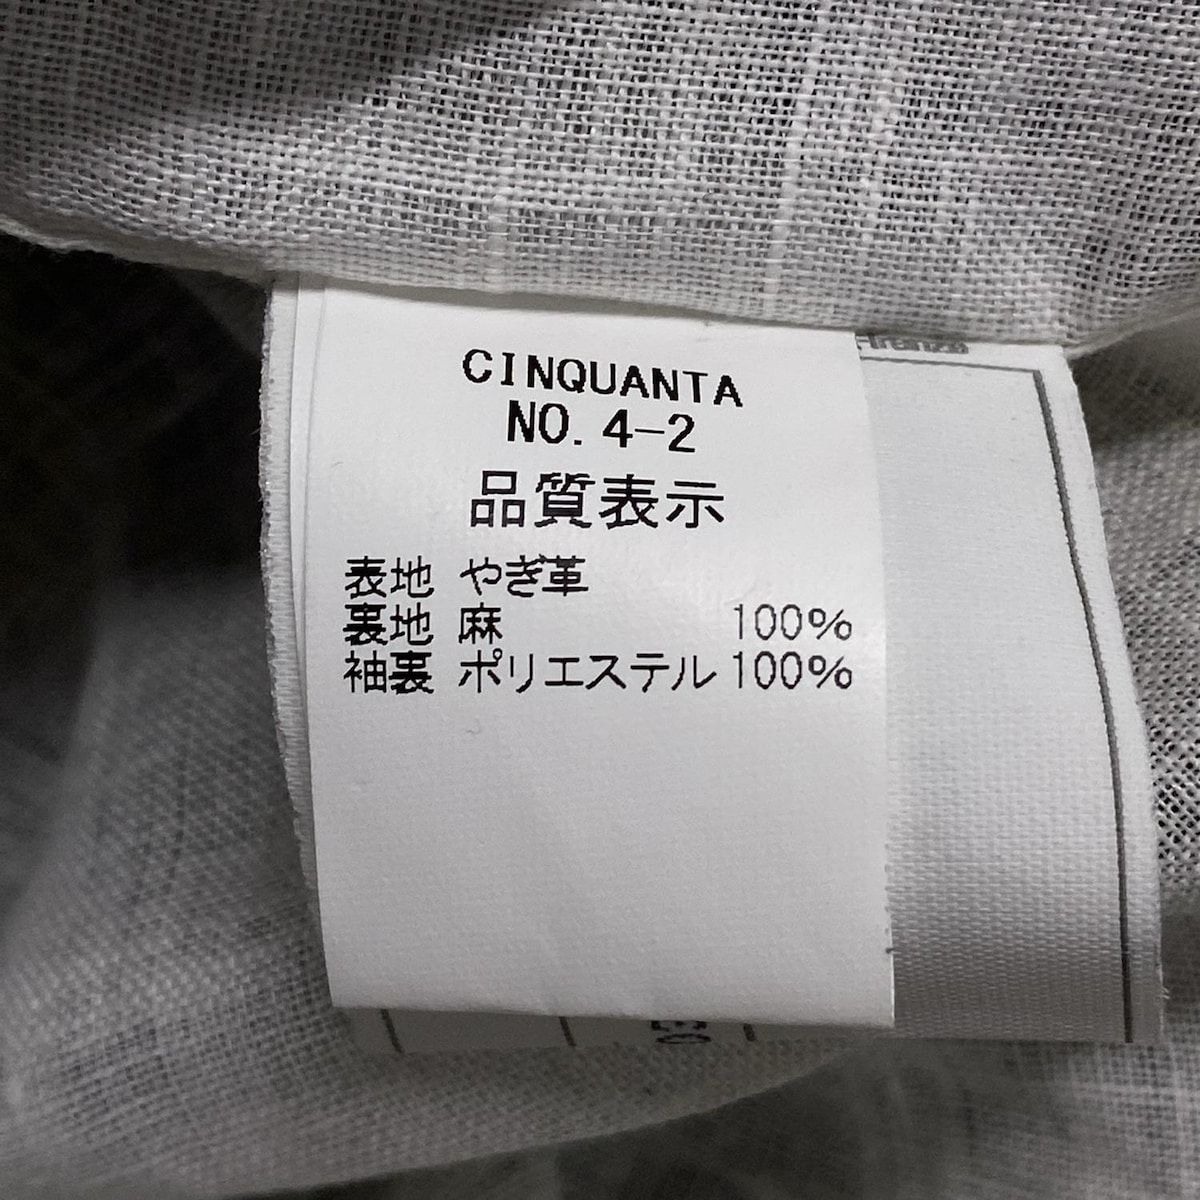 CINQUANTA
NO. 4-2
品質表示
表地 やぎ革
裏地 麻 100%
袖裏 ポリエステル 100%